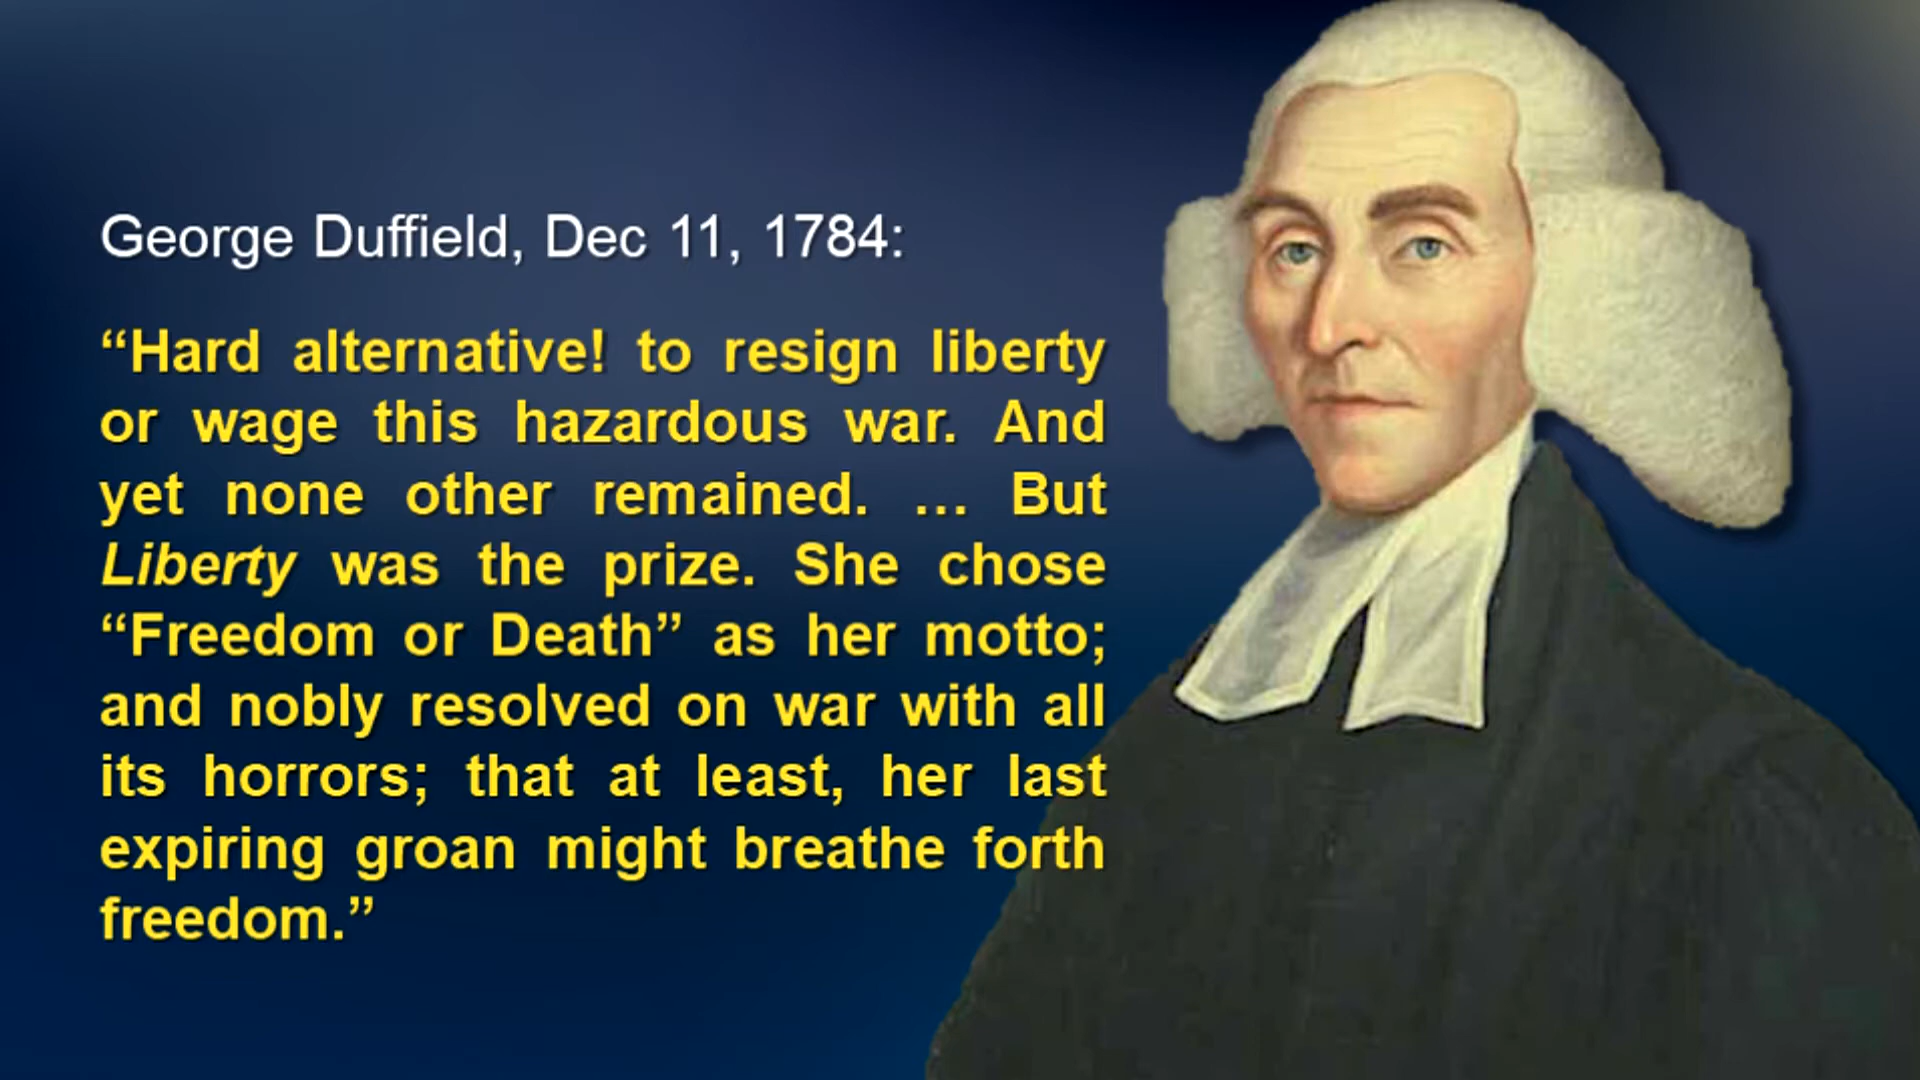 George Duffield, Dec 11, 1784:
“Hard alternative! to resign liberty
or wage this hazardous war. And
yet none other remained. … But
Liberty was the prize. She chose
“Freedom or Death” as her motto;
and nobly resolved on war with all
its horrors; that at least, her last
expiring groan might breathe forth
freedom.”